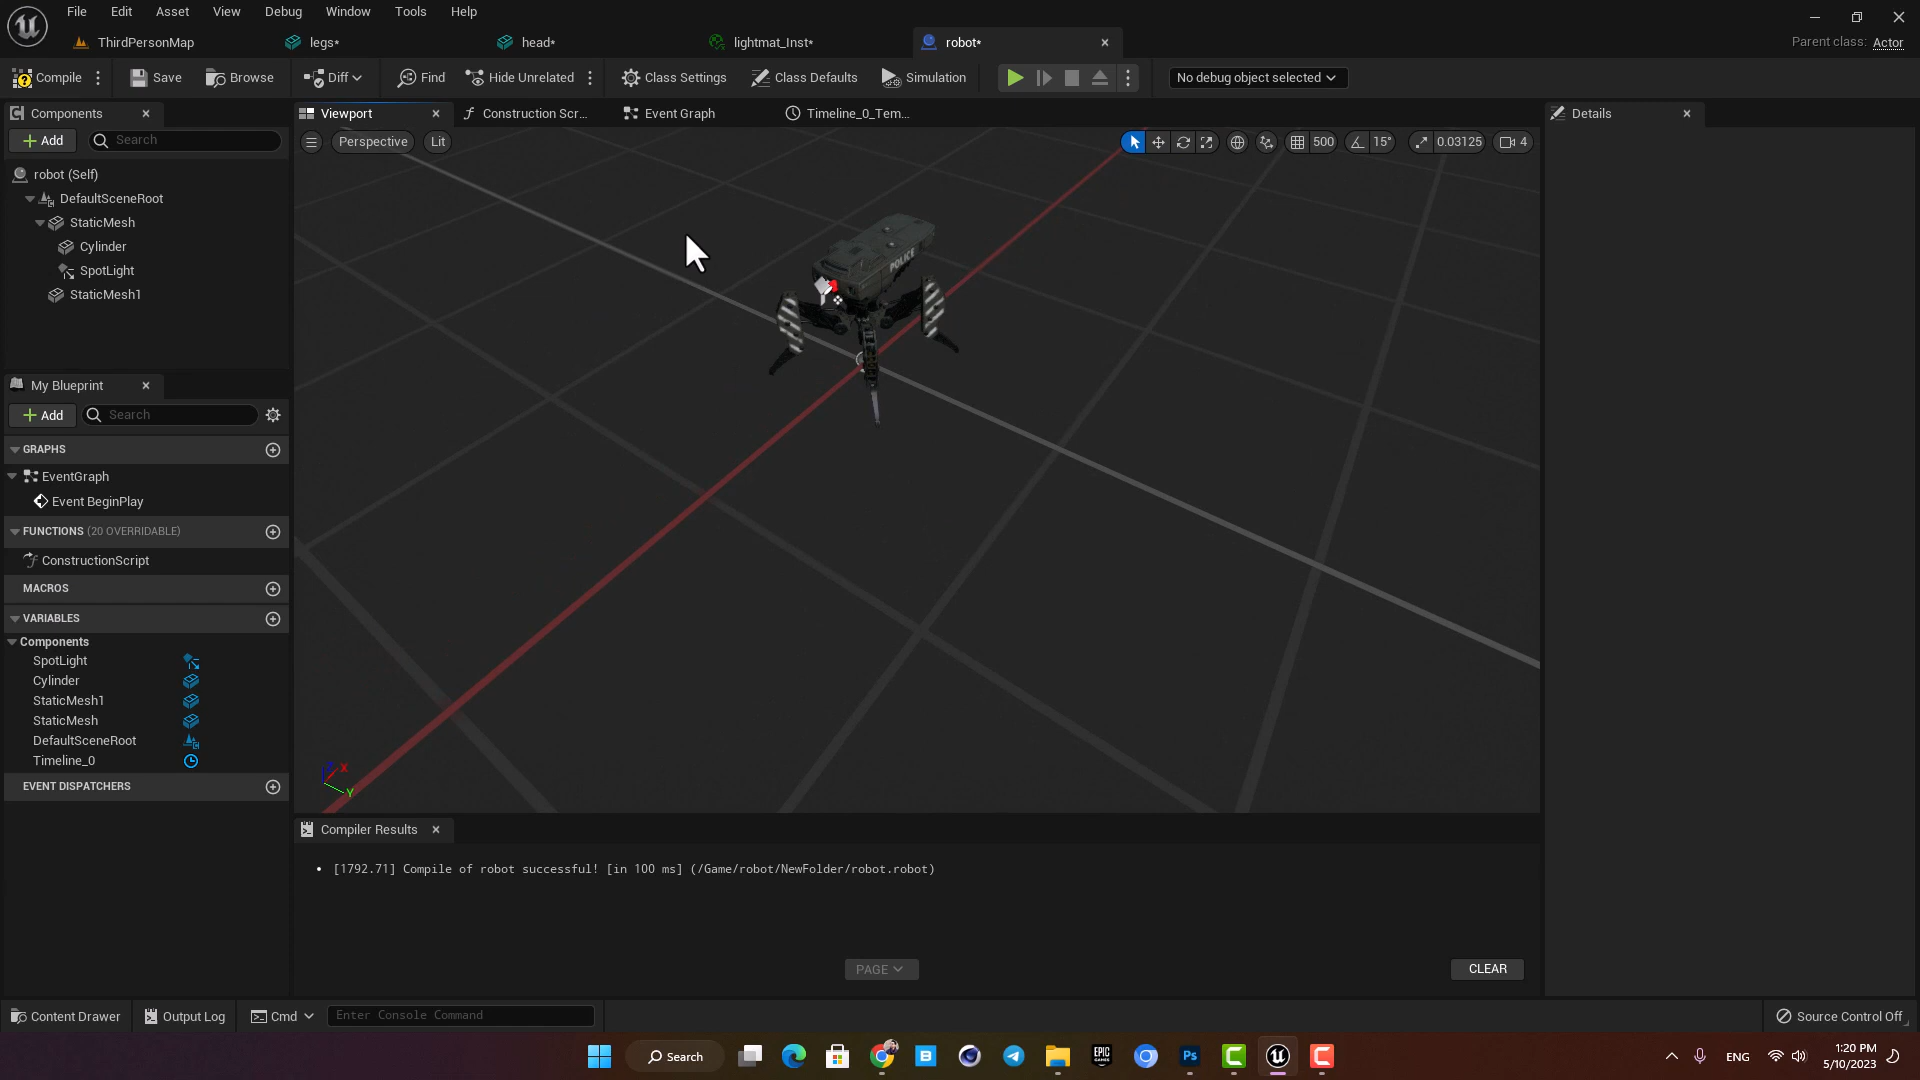 File Edit Asset View Debug Window Tools Help
ThirdPersonMap legs* head* lightmat_Inst* robot* Parent class: Actor
Compile Save Browse Diff Find Hide Unrelated Class Settings Class Defaults Simulation No debug object selected
Components Viewport Construction Scr... Event Graph Timeline_0_Tem... Details
Add Search Perspective Lit 500 15° 0.03125 4
robot (Self)
DefaultSceneRoot
StaticMesh
Cylinder
SpotLight
StaticMesh1
POLICE
My Blueprint
Add Search
GRAPHS
EventGraph
Event BeginPlay
FUNCTIONS (20 OVERRIDABLE)
ConstructionScript
MACROS
VARIABLES
Components
SpotLight
Cylinder
StaticMesh1
StaticMesh
DefaultSceneRoot
Timeline_0
EVENT DISPATCHERS
X
Y
Compiler Results
• [1792.71] Compile of robot successful! [in 100 ms] (/Game/robot/NewFolder/robot.robot)
PAGE CLEAR
Content Drawer Output Log Cmd Enter Console Command Source Control Off
Search ENG 1:20 PM
5/10/2023